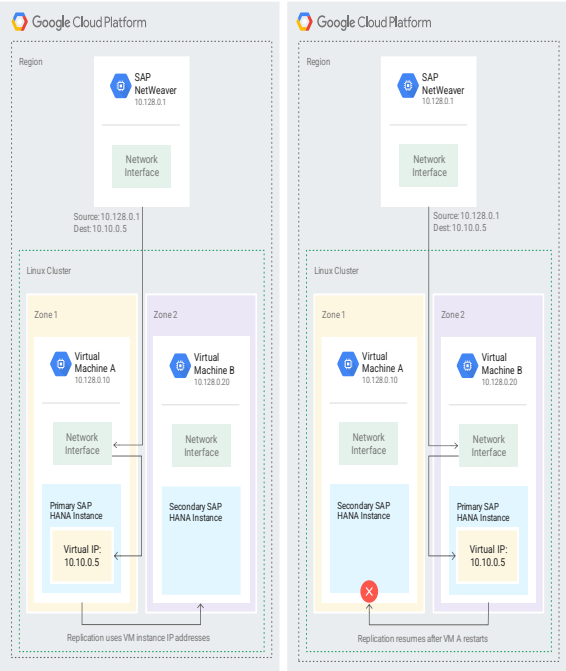 Google Cloud Platform
Region
SAP
NetWeaver
10.128.0.1
Network
Interface
Source: 10.128.0.1
Dest: 10.10.0.5
Linux Cluster
Zone 1
Virtual
Machine A
10.128.0.10
Network
Interface
Primary SAP
HANA Instance
Virtual IP:
10.10.0.5
Zone 2
Virtual
Machine B
10.128.0.20
Network
Interface
Secondary SAP
HANA Instance
Replication uses VM instance IP addresses
Google Cloud Platform
Region
SAP
NetWeaver
10.128.0.1
Network
Interface
Source: 10.128.0.1
Dest: 10.10.0.5
Linux Cluster
Zone 1
Virtual
Machine A
10.128.0.10
Network
Interface
Secondary SAP
HANA Instance
Zone 2
Virtual
Machine B
10.128.0.20
Network
Interface
Primary SAP
HANA Instance
Virtual IP:
10.10.0.5
Replication resumes after VM A restarts